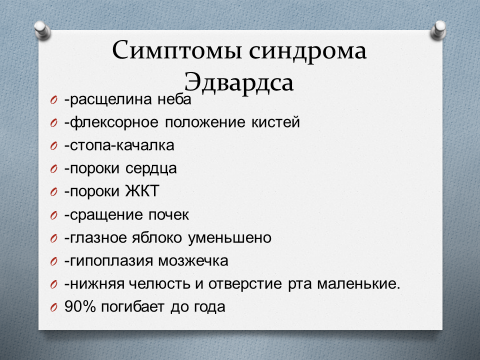 Симптомы синдрома
Эдвардса
-расщелина неба
-флексорное положение кистей
-стопа-качалка
-пороки сердца
-пороки ЖКТ
-сращение почек
-глазное яблоко уменьшено
-гипоплазия мозжечка
-нижняя челюсть и отверстие рта маленькие.
90% погибает до года